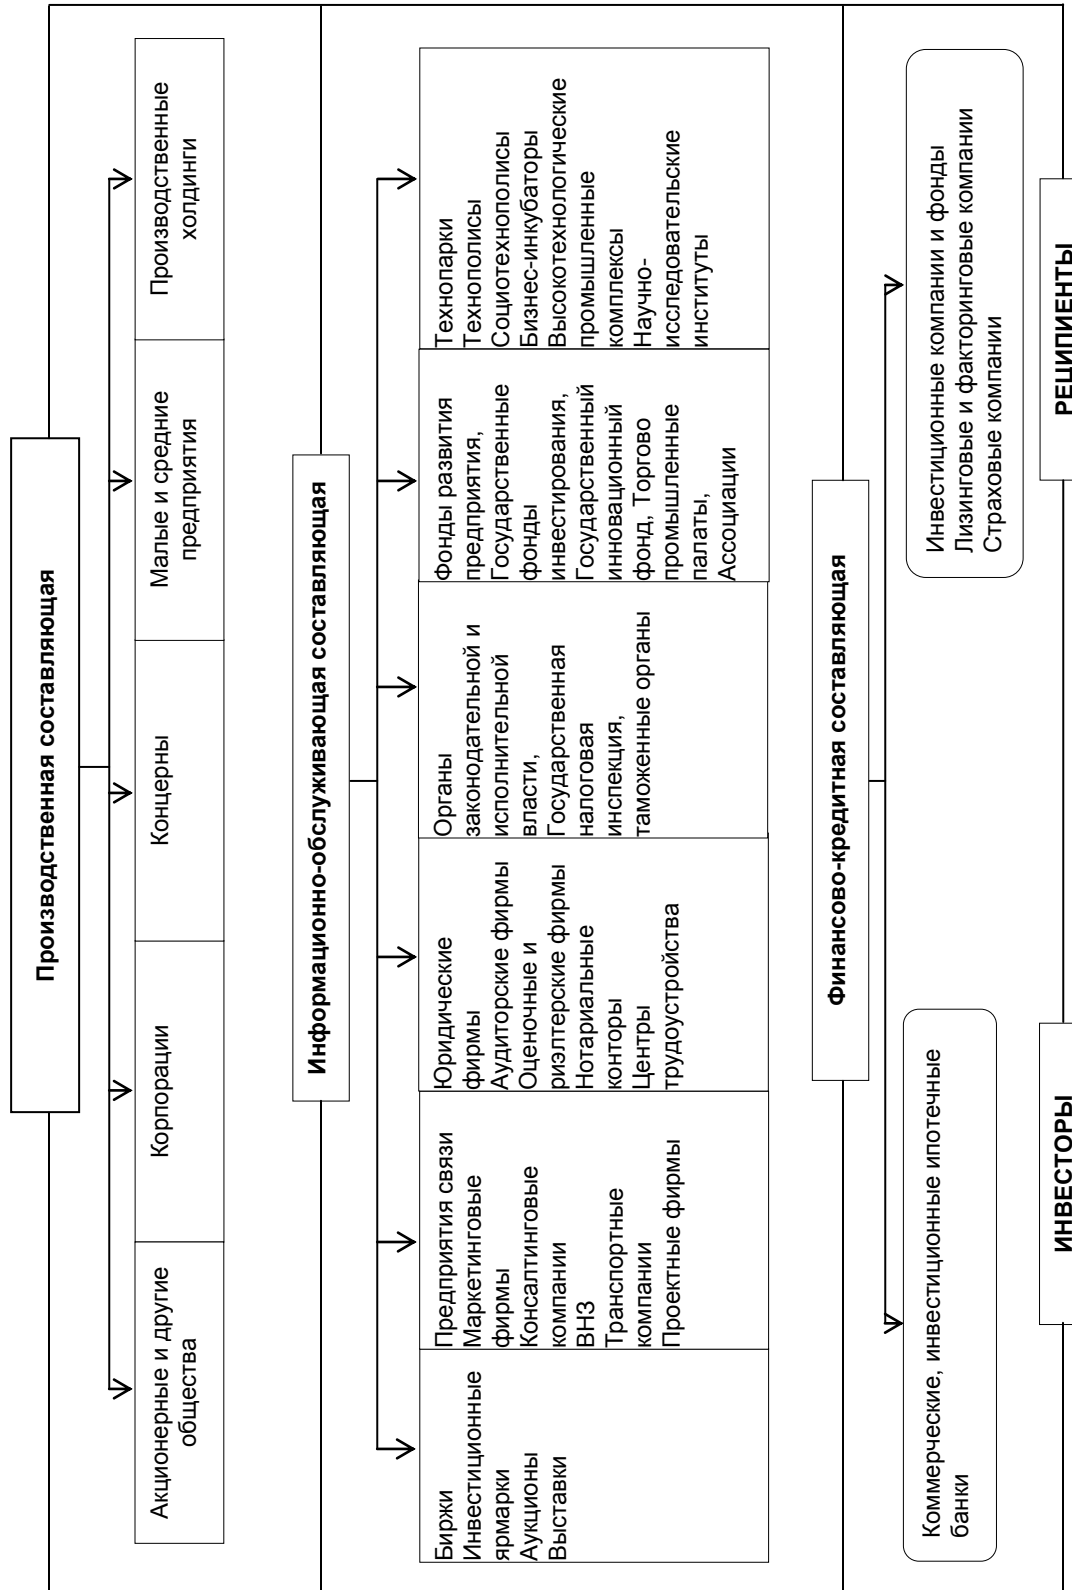 Производственная составляющая
Акционерные и другие
общества
Корпорации
Концерны
Малые и средние
предприятия
Производственные
холдинги
Информационно-обслуживающая составляющая
Биржи
Инвестиционные
ярмарки
Аукционы
Выставки
Предприятия связи
Маркетинговые
фирмы
Консалтинговые
компании
ВНЗ
Транспортные
компании
Проектные фирмы
Юридические
фирмы
Аудиторские фирмы
Оценочные и
риэлтерские фирмы
Нотариальные
конторы
Центры
трудоустройства
Органы
законодательной и
исполнительной
власти,
Государственная
налоговая
инспекция,
таможенные органы
Фонды развития
предприятия,
Государственные
фонды
инвестирования,
Государственный
инновационный
фонд, Торгово
промышленные
палаты,
Ассоциации
Технопарки
Технополисы
Социотехнополисы
Бизнес-инкубаторы
Высокотехнологические
промышленные
комплексы
Научно-
исследовательские
институты
Финансово-кредитная составляющая
Коммерческие, инвестиционные ипотечные
банки
Инвестиционные компании и фонды
Лизинговые и факторинговые компании
Страховые компании
ИНВЕСТОРЫ
РЕЦИПИЕНТЫ